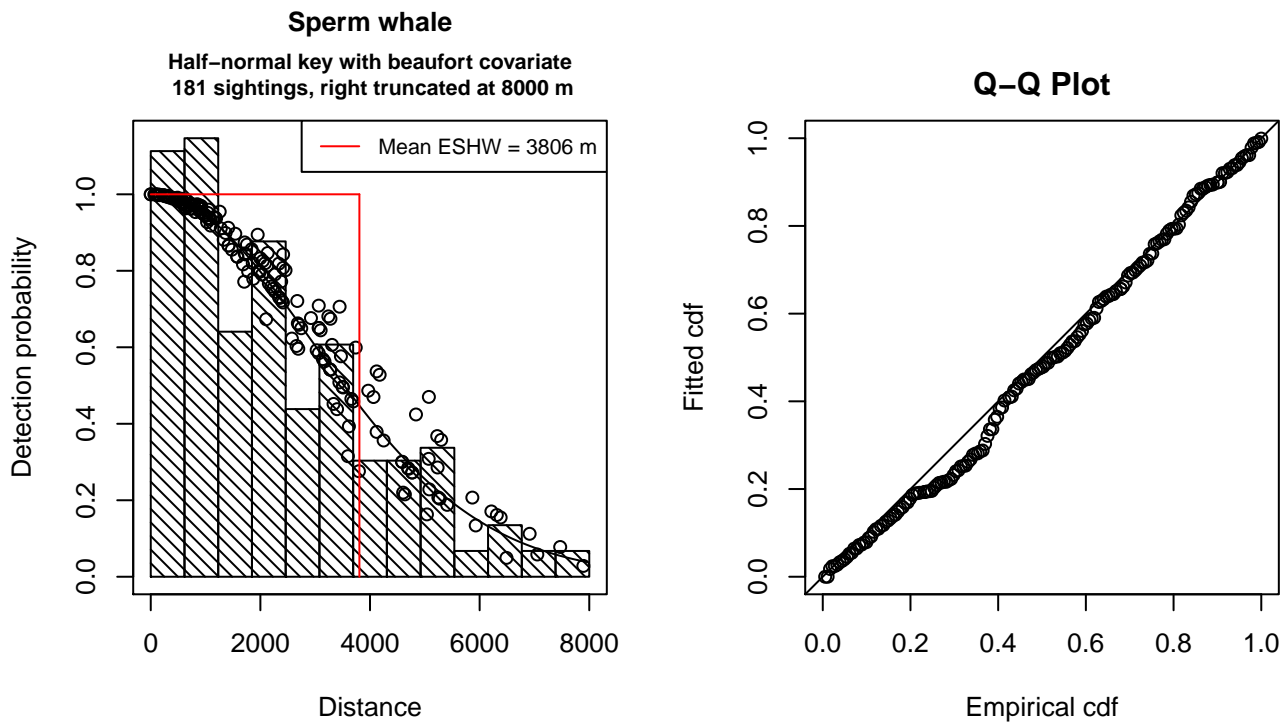 Sperm whale
Half−normal key with beaufort covariate
181 sightings, right truncated at 8000 m
Mean ESHW = 3806 m
Detection probability
1.0
0.8
0.6
0.4
0.2
0.0
0 2000 4000 6000 8000
Distance
Q−Q Plot
Fitted cdf
1.0
0.8
0.6
0.4
0.2
0.0
0.0 0.2 0.4 0.6 0.8 1.0
Empirical cdf